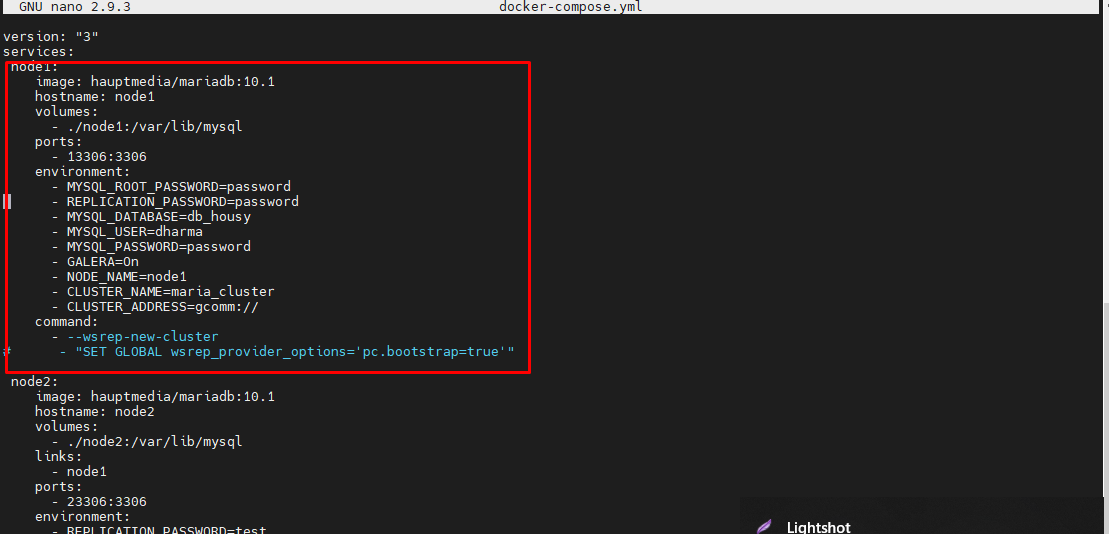 GNU nano 2.9.3 docker-compose.yml
version: "3"
services:
node1:
image: hauptmedia/mariadb:10.1
hostname: node1
volumes:
- ./node1:/var/lib/mysql
ports:
- 13306:3306
environment:
- MYSQL_ROOT_PASSWORD=password
- REPLICATION_PASSWORD=password
- MYSQL_DATABASE=db_housy
- MYSQL_USER=dharma
- MYSQL_PASSWORD=password
- GALERA=On
- NODE_NAME=node1
- CLUSTER_NAME=maria_cluster
- CLUSTER_ADDRESS=gcomm://
command:
- --wsrep-new-cluster
# - "SET GLOBAL wsrep_provider_options='pc.bootstrap=true'"
node2:
image: hauptmedia/mariadb:10.1
hostname: node2
volumes:
- ./node2:/var/lib/mysql
links:
- node1
ports:
- 23306:3306
environment:
- REPLICATION_PASSWORD=test
Lightshot